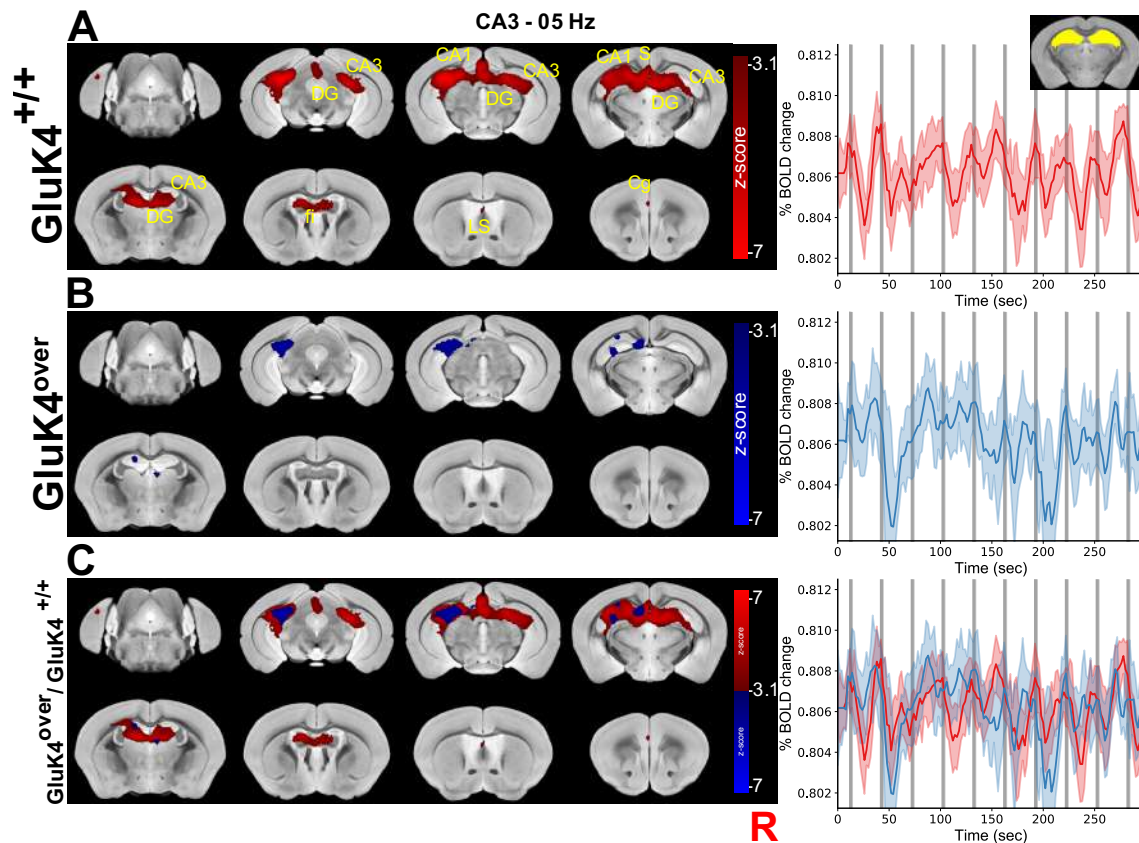 CA3 - 05 Hz
A
GluK4+/+
CA1
CA1
S
CA3
CA3
CA3
DG
DG
DG
CA3
DG
fi
LS
Cg
-3.1
z-score
-7
% BOLD change
0.812
0.810
0.808
0.806
0.804
0.802
0 50 100 150 200 250
Time (sec)
B
GluK4over
-3.1
z-score
-7
% BOLD change
0.812
0.810
0.808
0.806
0.804
0.802
0 50 100 150 200 250
Time (sec)
C
GluK4over/ GluK4 +/+
-7
z-score
-3.1
z-score
-7
R
% BOLD change
0.812
0.810
0.808
0.806
0.804
0.802
0 50 100 150 200 250
Time (sec)